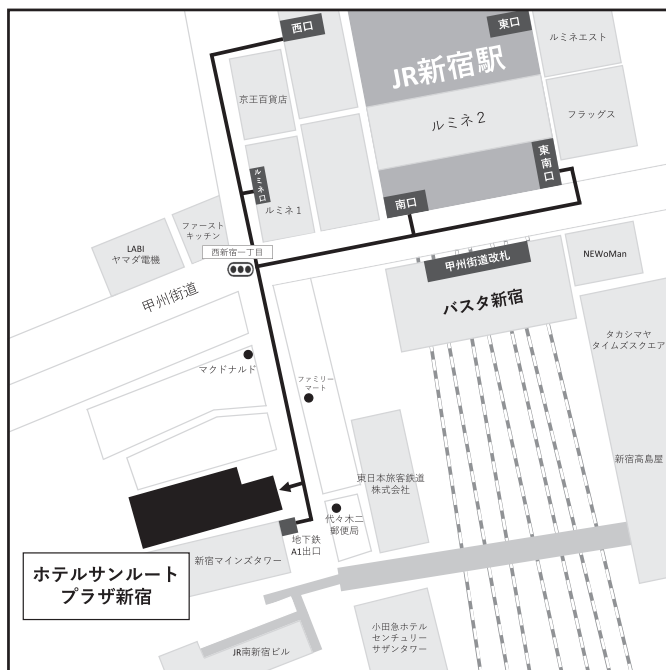 西口
東口
ルミネエスト
JR新宿駅
京王百貨店
ルミネ2
フラッグス
東南口
ルミネ口
ルミネ1
南口
ファースト
キッチン
西新宿一丁目
LABI
ヤマダ電機
甲州街道改札
NEWoMan
甲州街道
バスタ新宿
タカシマヤ
タイムズスクエア
マクドナルド
ファミリー
マート
新宿高島屋
東日本旅客鉄道
株式会社
代々木二
郵便局
地下鉄
A1出口
新宿マインズタワー
ホテルサンルート
プラザ新宿
JR南新宿ビル
小田急ホテル
センチュリー
サザンタワー